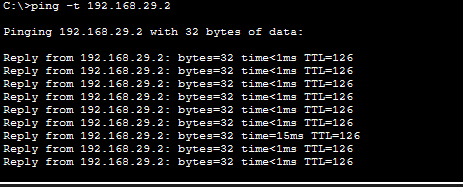 C:\>ping -t 192.168.29.2
Pinging 192.168.29.2 with 32 bytes of data:
Reply from 192.168.29.2: bytes=32 time<1ms TTL=126
Reply from 192.168.29.2: bytes=32 time<1ms TTL=126
Reply from 192.168.29.2: bytes=32 time<1ms TTL=126
Reply from 192.168.29.2: bytes=32 time<1ms TTL=126
Reply from 192.168.29.2: bytes=32 time<1ms TTL=126
Reply from 192.168.29.2: bytes=32 time<1ms TTL=126
Reply from 192.168.29.2: bytes=32 time=15ms TTL=126
Reply from 192.168.29.2: bytes=32 time<1ms TTL=126
Reply from 192.168.29.2: bytes=32 time<1ms TTL=126